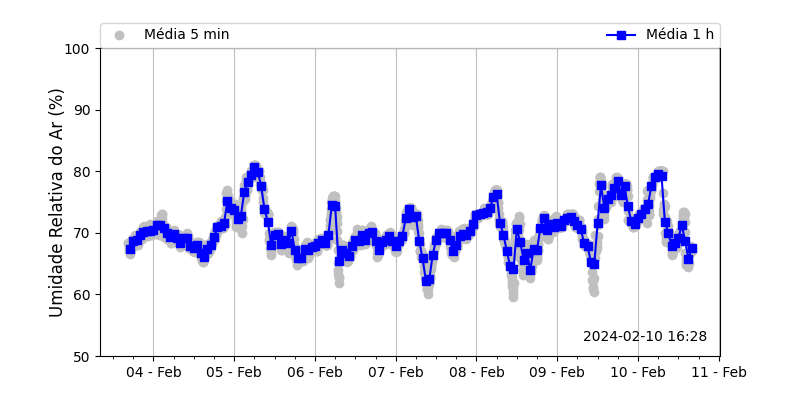 Média 5 min
Média 1 h
Umidade Relativa do Ar (%)
100
90
80
70
60
50
2024-02-10 16:28
04 - Feb
05 - Feb
06 - Feb
07 - Feb
08 - Feb
09 - Feb
10 - Feb
11 - Feb